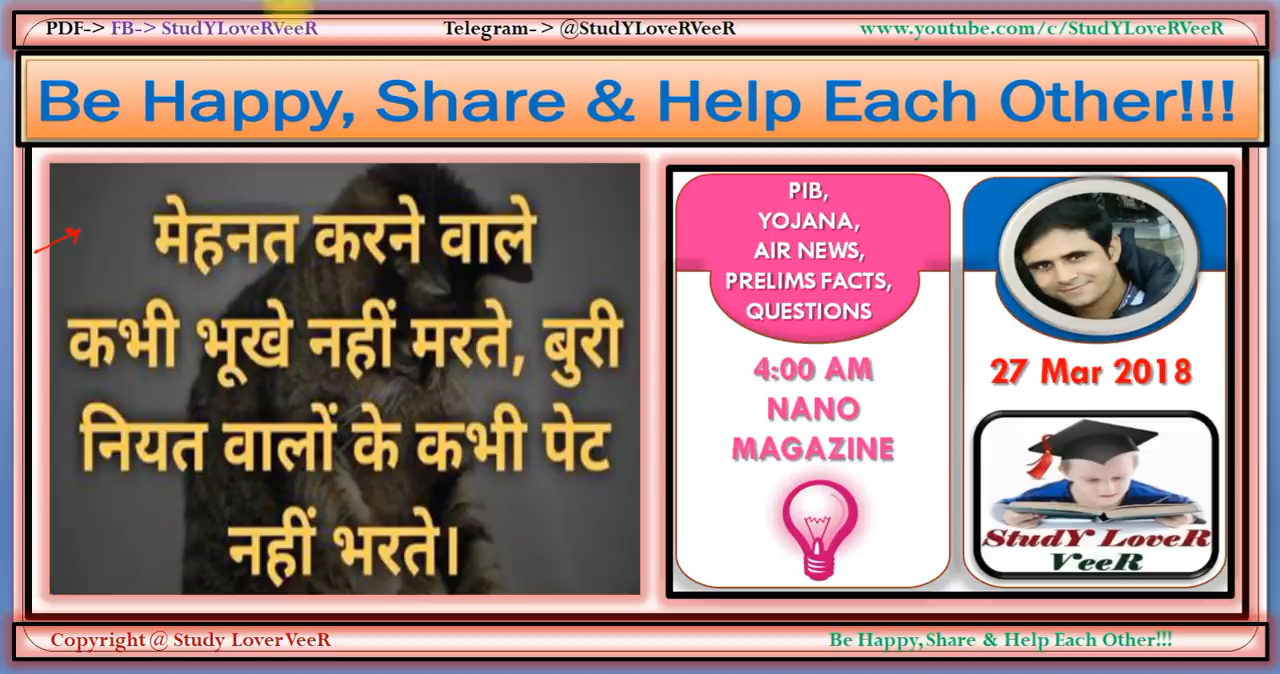 PDF-> FB-> StudYLoveRVeeR
Telegram-> @StudYLoveRVeeR
www.youtube.com/c/StudYLoveRVeeR
Be Happy, Share & Help Each Other!!!
मेहनत करने वाले
कभी भूखे नहीं मरते, बुरी
नियत वालों के कभी पेट
नहीं भरते।
PIB,
YOJANA,
AIR NEWS,
PRELIMS FACTS,
QUESTIONS
4:00 AM
NANO
MAGAZINE
27 Mar 2018
StudY LoveR
VeeR
Copyright @ Study LoverVeeR
Be Happy,Share & Help Each Other!!!